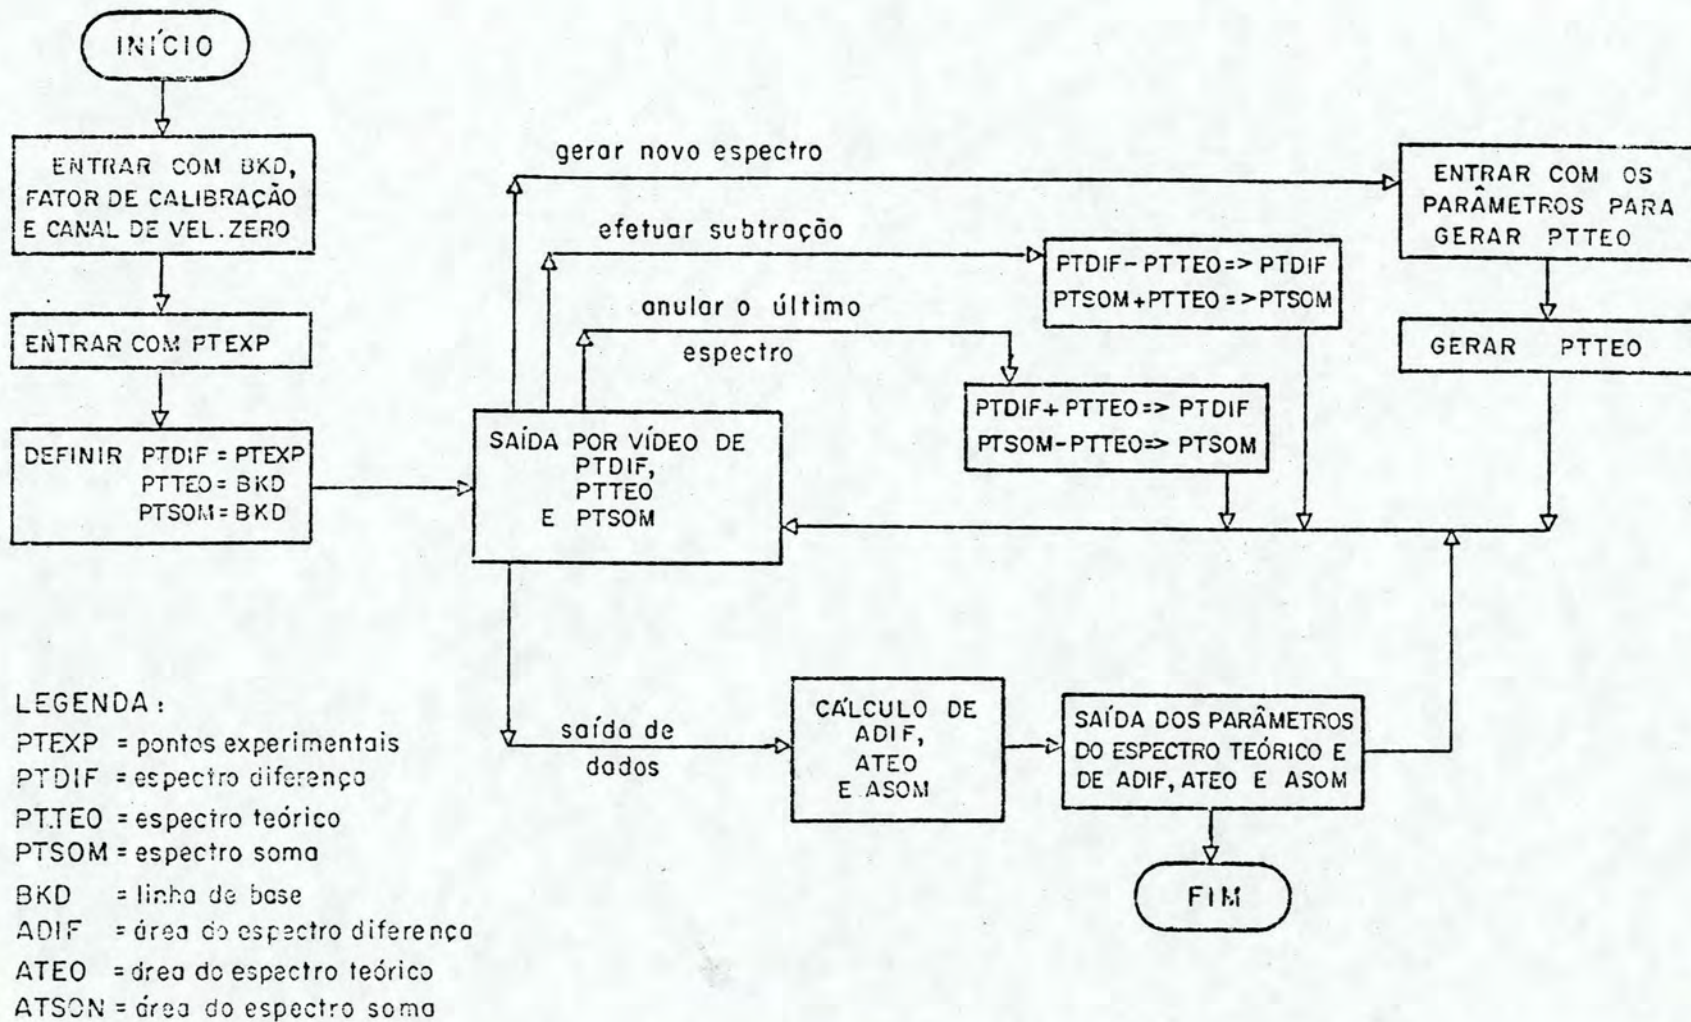 INÍCIO
ENTRAR COM BKD,
FATOR DE CALIBRAÇÃO
E CANAL DE VEL. ZERO
ENTRAR COM PTEXP
DEFINIR PTDIF = PTEXP
PTTEO = BKD
PTSOM = BKD
SAÍDA POR VÍDEO DE
PTDIF,
PTTEO
E PTSOM
gerar novo espectro
efetuar subtração
anular o último
espectro
PTDIF-PTTEO=> PTDIF
PTSOM+PTTEO=>PTSOM
PTDIF+PTTEO=> PTDIF
PTSOM-PTTEO=> PTSOM
ENTRAR COM OS
PARÂMETROS PARA
GERAR PTTEO
GERAR PTTEO
saída de
dados
CÁLCULO DE
ADIF,
ATEO
E ASOM
SAÍDA DOS PARÂMETROS
DO ESPECTRO TEÓRICO E
DE ADIF, ATEO E ASOM
FIM
LEGENDA:
PTEXP = pontos experimentais
PTDIF = espectro diferença
PTTEO = espectro teórico
PTSOM = espectro soma
BKD = linha de base
ADIF = área do espectro diferença
ATEO = área do espectro teórico
ATSON = área do espectro soma